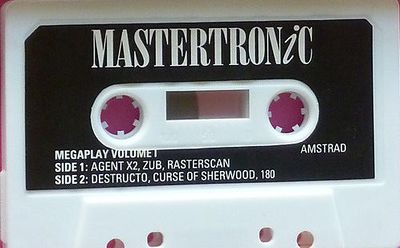 MASTERTRONiC
MEGAPLAY VOLUME 1
AMSTRAD
SIDE 1: AGENT X2, ZUB, RASTERSCAN
SIDE 2: DESTRUCTO, CURSE OF SHERWOOD, 180